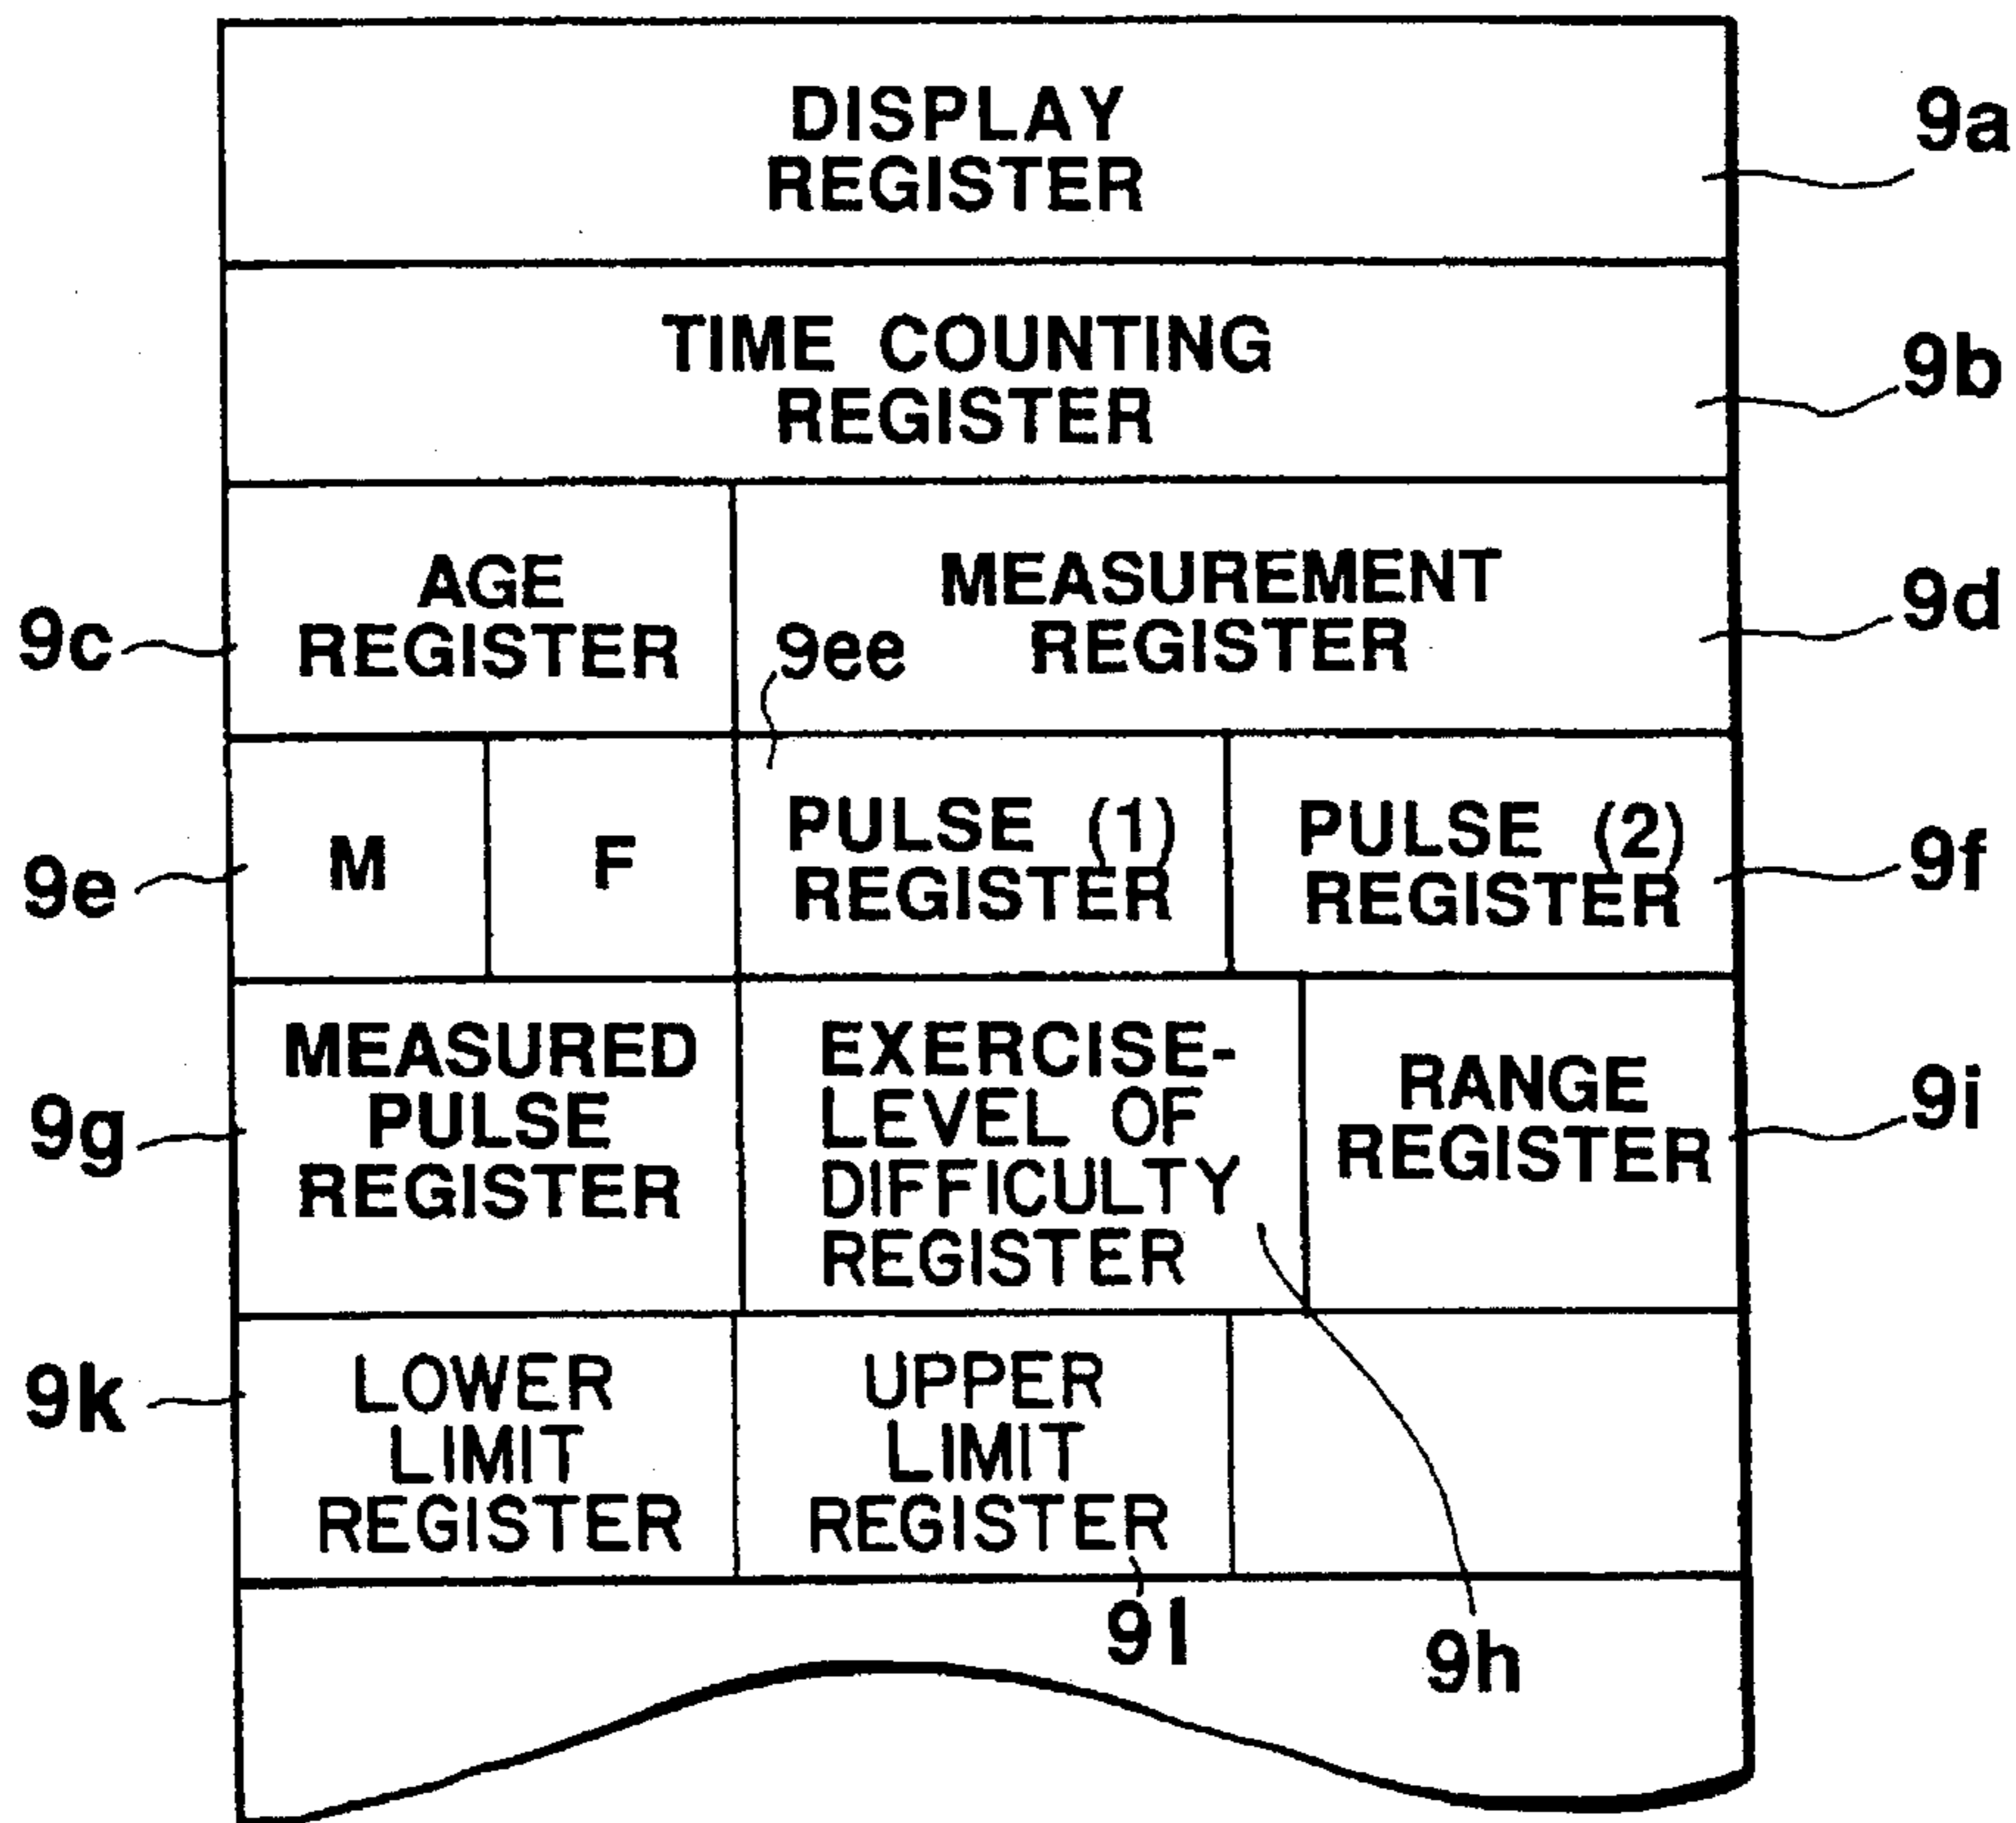 DISPLAY
REGISTER
9a
TIME COUNTING
REGISTER
9b
9c
AGE
REGISTER
MEASUREMENT
REGISTER
9d
9ee
9e
M
F
PULSE (1)
REGISTER
PULSE (2)
REGISTER
9f
9g
MEASURED
PULSE
REGISTER
EXERCISE-
LEVEL OF
DIFFICULTY
REGISTER
RANGE
REGISTER
9i
9k
LOWER
LIMIT
REGISTER
UPPER
LIMIT
REGISTER
9l
9h